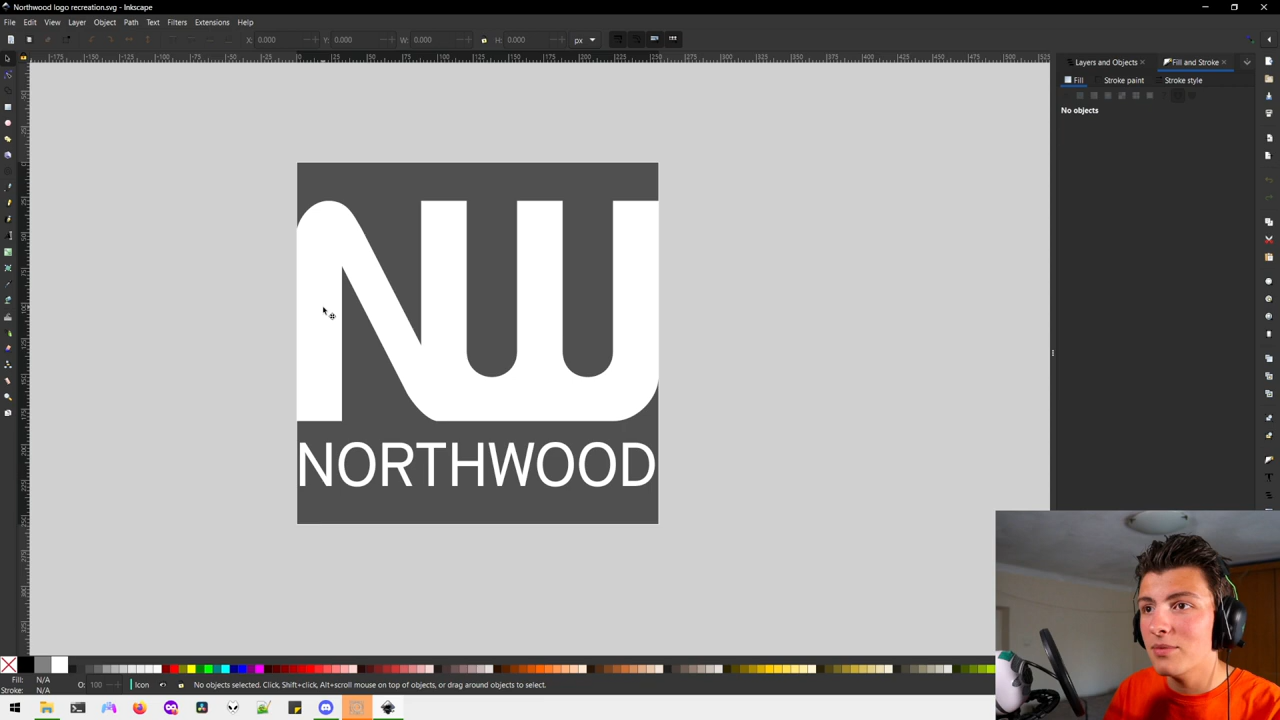 Northwood logo recreation.svg - Inkscape
File Edit View Layer Object Path Text Filters Extensions Help
X: 0.000 Y: 0.000 W: 0.000 H: 0.000 px
Layers and Objects Fill and Stroke
Fill Stroke paint Stroke style
No objects
NW
NORTHWOOD
Fill: N/A
Stroke: N/A
O: 100
Icon
No objects selected. Click, Shift+click, Alt+scroll mouse on top of objects, or drag around objects to select.